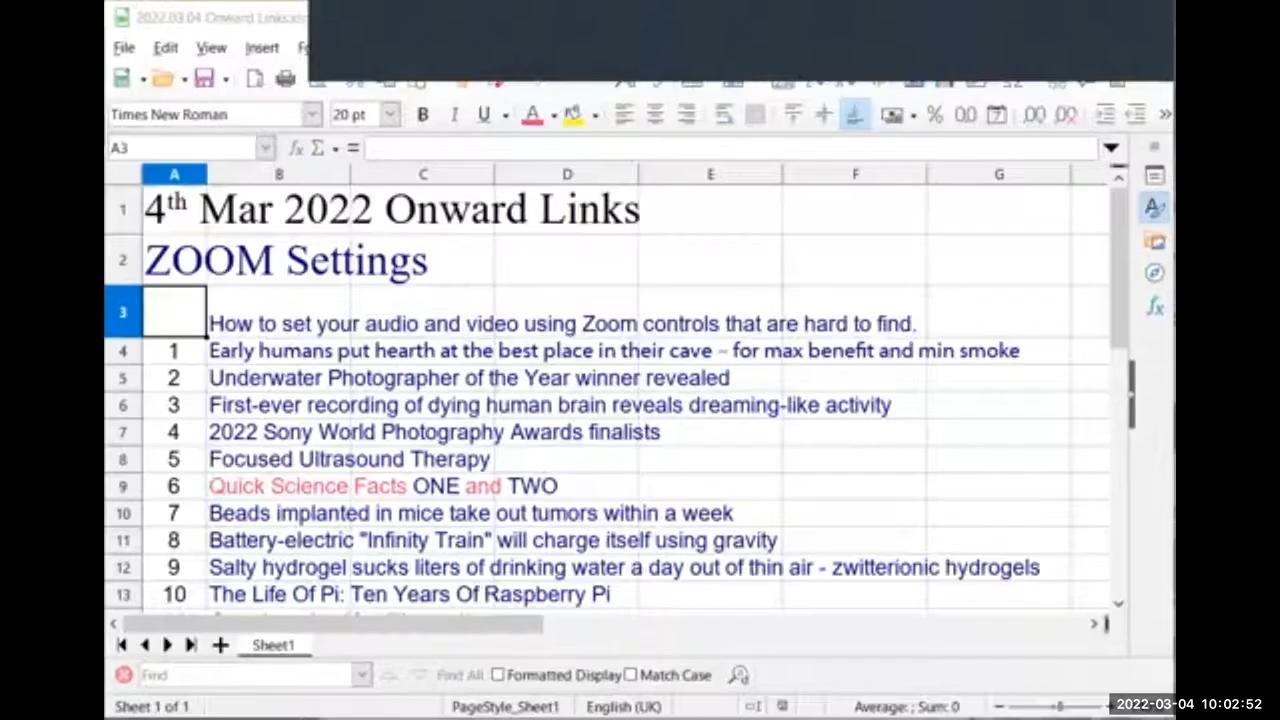 2022.03.04 Onward Links.
File Edit View Insert
Times New Roman 20 pt B I U
A3
A B C D E F G
1 4th Mar 2022 Onward Links
2 ZOOM Settings
3 How to set your audio and video using Zoom controls that are hard to find.
4 1 Early humans put hearth at the best place in their cave – for max benefit and min smoke
5 2 Underwater Photographer of the Year winner revealed
6 3 First-ever recording of dying human brain reveals dreaming-like activity
7 4 2022 Sony World Photography Awards finalists
8 5 Focused Ultrasound Therapy
9 6 Quick Science Facts ONE and TWO
10 7 Beads implanted in mice take out tumors within a week
11 8 Battery-electric "Infinity Train" will charge itself using gravity
12 9 Salty hydrogel sucks liters of drinking water a day out of thin air - zwitterionic hydrogels
13 10 The Life Of Pi: Ten Years Of Raspberry Pi
Sheet1
Find Find All Formatted Display Match Case
Sheet 1 of 1 PageStyle_Sheet1 English (UK) Average: ; Sum: 0
2022-03-04 10:02:52